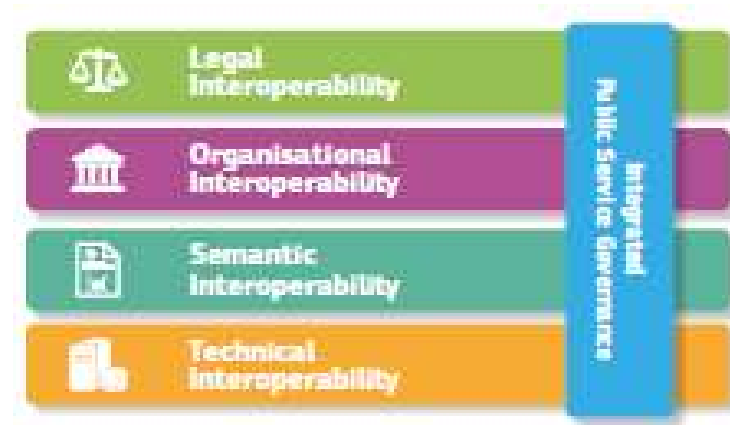 Legal
Interoperability
Organisational
Interoperability
Semantic
Interoperability
Technical
Interoperability
Integrated
Public Service Governance